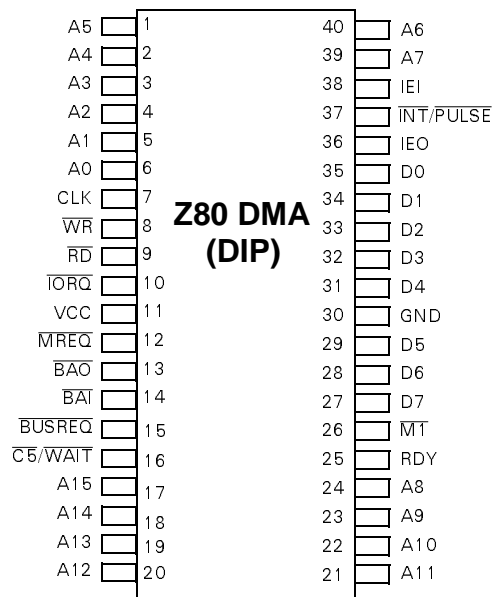 A5 1 40 A6
A4 2 39 A7
A3 3 38 IEI
A2 4 37 INT/PULSE
A1 5 36 IEO
A0 6 35 D0
CLK 7 34 D1
Z80 DMA
WR 8 33 D2
(DIP)
RD 9 32 D3
IORQ 10 31 D4
VCC 11 30 GND
MREQ 12 29 D5
BAO 13 28 D6
BAI 14 27 D7
BUSREQ 15 26 M1
C5/WAIT 16 25 RDY
A15 17 24 A8
A14 18 23 A9
A13 19 22 A10
A12 20 21 A11